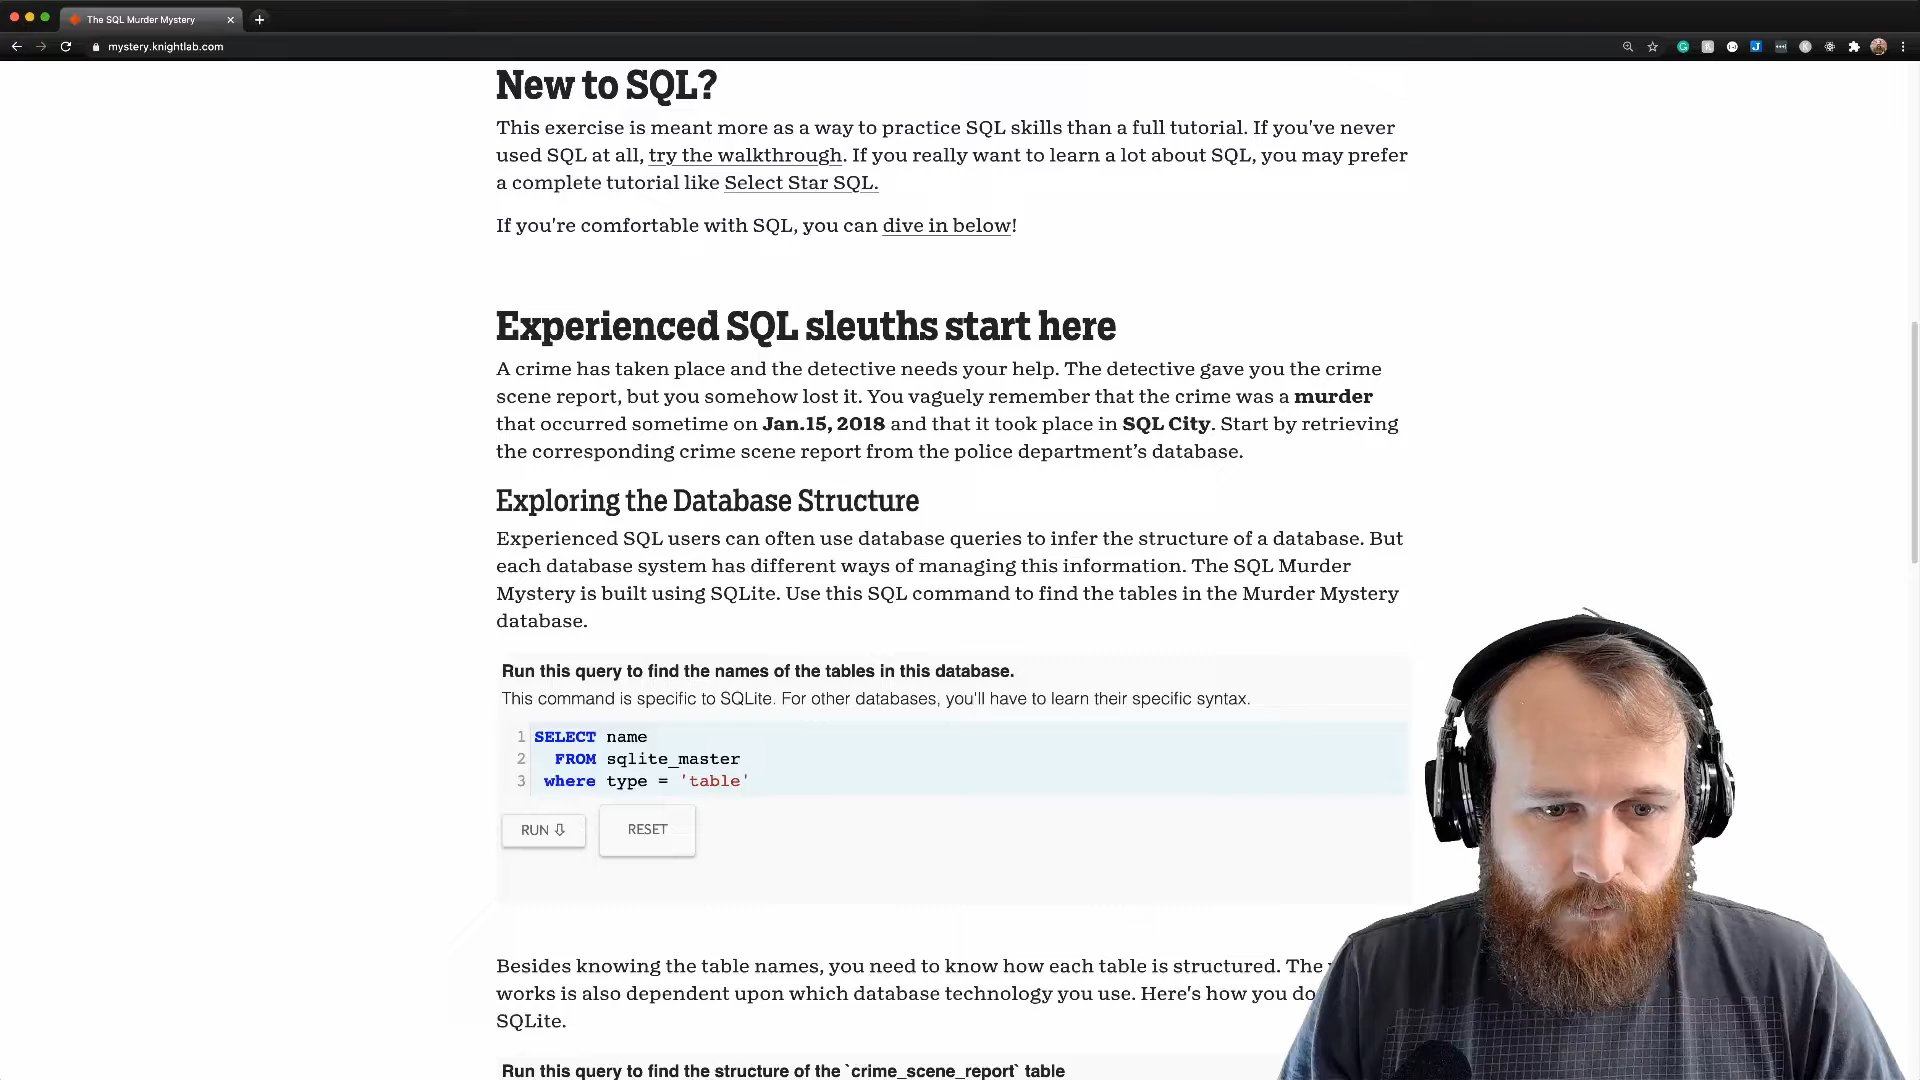 The SQL Murder Mystery
mystery.knightlab.com
New to SQL?
This exercise is meant more as a way to practice SQL skills than a full tutorial. If you've never
used SQL at all, try the walkthrough. If you really want to learn a lot about SQL, you may prefer
a complete tutorial like Select Star SQL.
If you're comfortable with SQL, you can dive in below!
Experienced SQL sleuths start here
A crime has taken place and the detective needs your help. The detective gave you the crime
scene report, but you somehow lost it. You vaguely remember that the crime was a murder
that occurred sometime on Jan.15, 2018 and that it took place in SQL City. Start by retrieving
the corresponding crime scene report from the police department’s database.
Exploring the Database Structure
Experienced SQL users can often use database queries to infer the structure of a database. But
each database system has different ways of managing this information. The SQL Murder
Mystery is built using SQLite. Use this SQL command to find the tables in the Murder Mystery
database.
Run this query to find the names of the tables in this database.
This command is specific to SQLite. For other databases, you'll have to learn their specific syntax.
1 SELECT name
2 FROM sqlite_master
3 where type = 'table'
RUN ⇩ RESET
Besides knowing the table names, you need to know how each table is structured. The
works is also dependent upon which database technology you use. Here's how you do
SQLite.
Run this query to find the structure of the `crime_scene_report` table